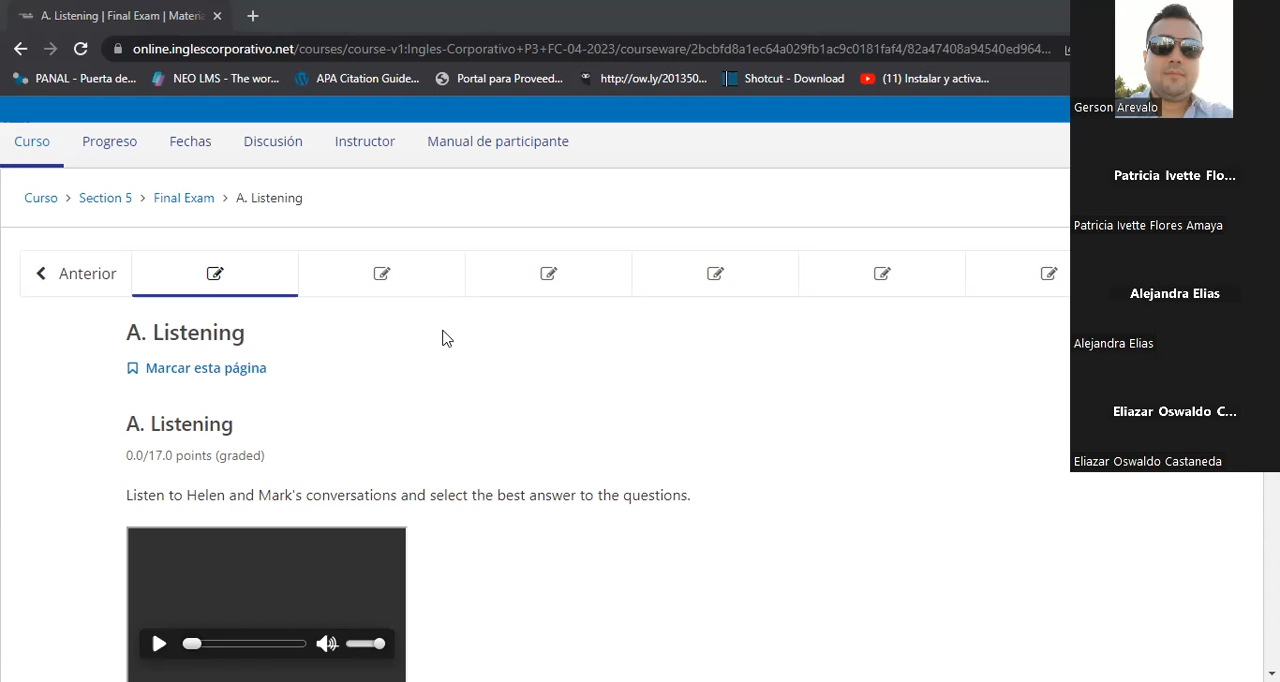 A. Listening | Final Exam | Materia
online.inglescorporativo.net/courses/course-v1:Ingles-Corporativo+P3+FC-04-2023/courseware/2bcbfd8a1ec64a029fb1ac9c0181faf4/82a47408a94540ed964...
PANAL - Puerta de...
NEO LMS - The wor...
APA Citation Guide...
Portal para Proveed...
http://ow.ly/201350...
Shotcut - Download
(11) Instalar y activa...
Gerson Arevalo
Curso
Progreso
Fechas
Discusión
Instructor
Manual de participante
Patricia Ivette Flo...
Patricia Ivette Flores Amaya
Curso > Section 5 > Final Exam > A. Listening
Anterior
Alejandra Elias
Alejandra Elias
A. Listening
Marcar esta página
Eliazar Oswaldo C...
Eliazar Oswaldo Castaneda
A. Listening
0.0/17.0 points (graded)
Listen to Helen and Mark's conversations and select the best answer to the questions.